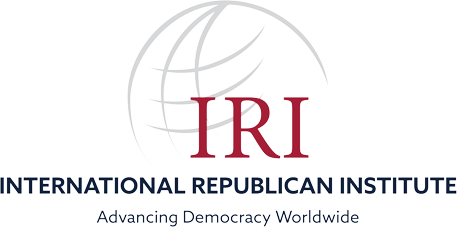 IRI
INTERNATIONAL REPUBLICAN INSTITUTE
Advancing Democracy Worldwide